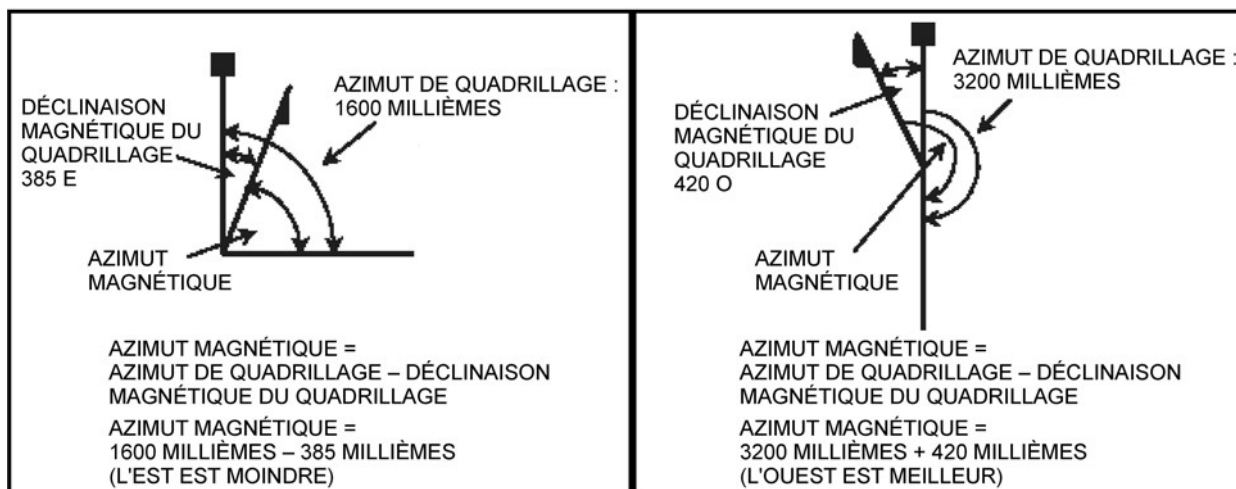 AZIMUT DE QUADRILLAGE :
1600 MILLIÈMES
DÉCLINAISON
MAGNÉTIQUE DU
QUADRILLAGE
385 E
AZIMUT
MAGNÉTIQUE
AZIMUT MAGNÉTIQUE =
AZIMUT DE QUADRILLAGE – DÉCLINAISON
MAGNÉTIQUE DU QUADRILLAGE
AZIMUT MAGNÉTIQUE =
1600 MILLIÈMES – 385 MILLIÈMES
(L'EST EST MOINDRE)
AZIMUT DE QUADRILLAGE :
3200 MILLIÈMES
DÉCLINAISON
MAGNÉTIQUE DU
QUADRILLAGE
420 O
AZIMUT
MAGNÉTIQUE
AZIMUT MAGNÉTIQUE =
AZIMUT DE QUADRILLAGE – DÉCLINAISON
MAGNÉTIQUE DU QUADRILLAGE
AZIMUT MAGNÉTIQUE =
3200 MILLIÈMES + 420 MILLIÈMES
(L'OUEST EST MEILLEUR)